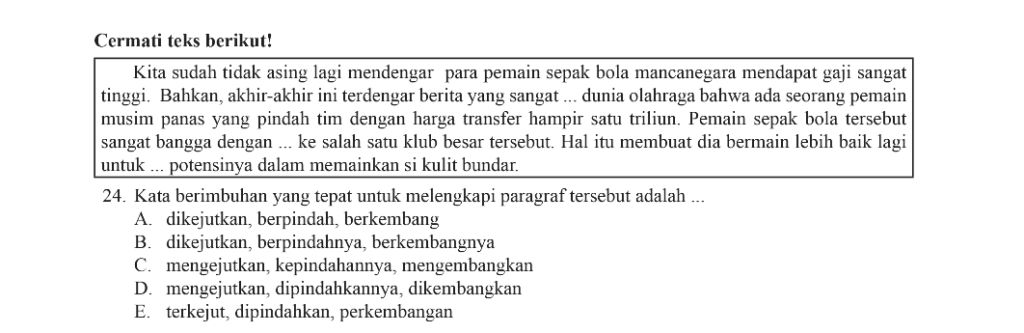 Cermati teks berikut!
Kita sudah tidak asing lagi mendengar para pemain sepak bola mancanegara mendapat gaji sangat
tinggi. Bahkan, akhir-akhir ini terdengar berita yang sangat ... dunia olahraga bahwa ada seorang pemain
musim panas yang pindah tim dengan harga transfer hampir satu triliun. Pemain sepak bola tersebut
sangat bangga dengan ... ke salah satu klub besar tersebut. Hal itu membuat dia bermain lebih baik lagi
untuk ... potensinya dalam memainkan si kulit bundar.
24. Kata berimbuhan yang tepat untuk melengkapi paragraf tersebut adalah ...
A. dikejutkan, berpindah, berkembang
B. dikejutkan, berpindahnya, berkembangnya
C. mengejutkan, kepindahannya, mengembangkan
D. mengejutkan, dipindahkannya, dikembangkan
E. terkejut, dipindahkan, perkembangan